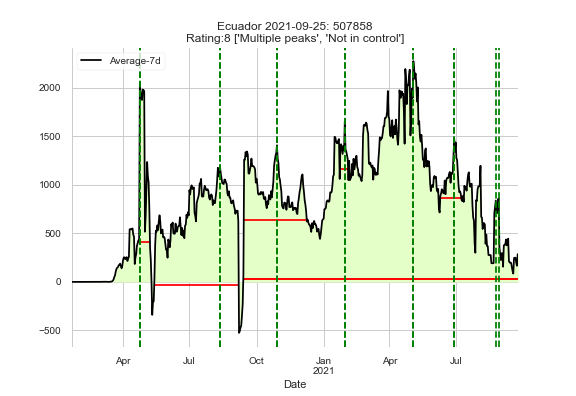 Ecuador 2021-09-25: 507858
Rating:8 ['Multiple peaks', 'Not in control']
Average-7d
2000
1500
1000
500
0
−500
Apr
Jul
Oct
Jan
2021
Apr
Jul
Date